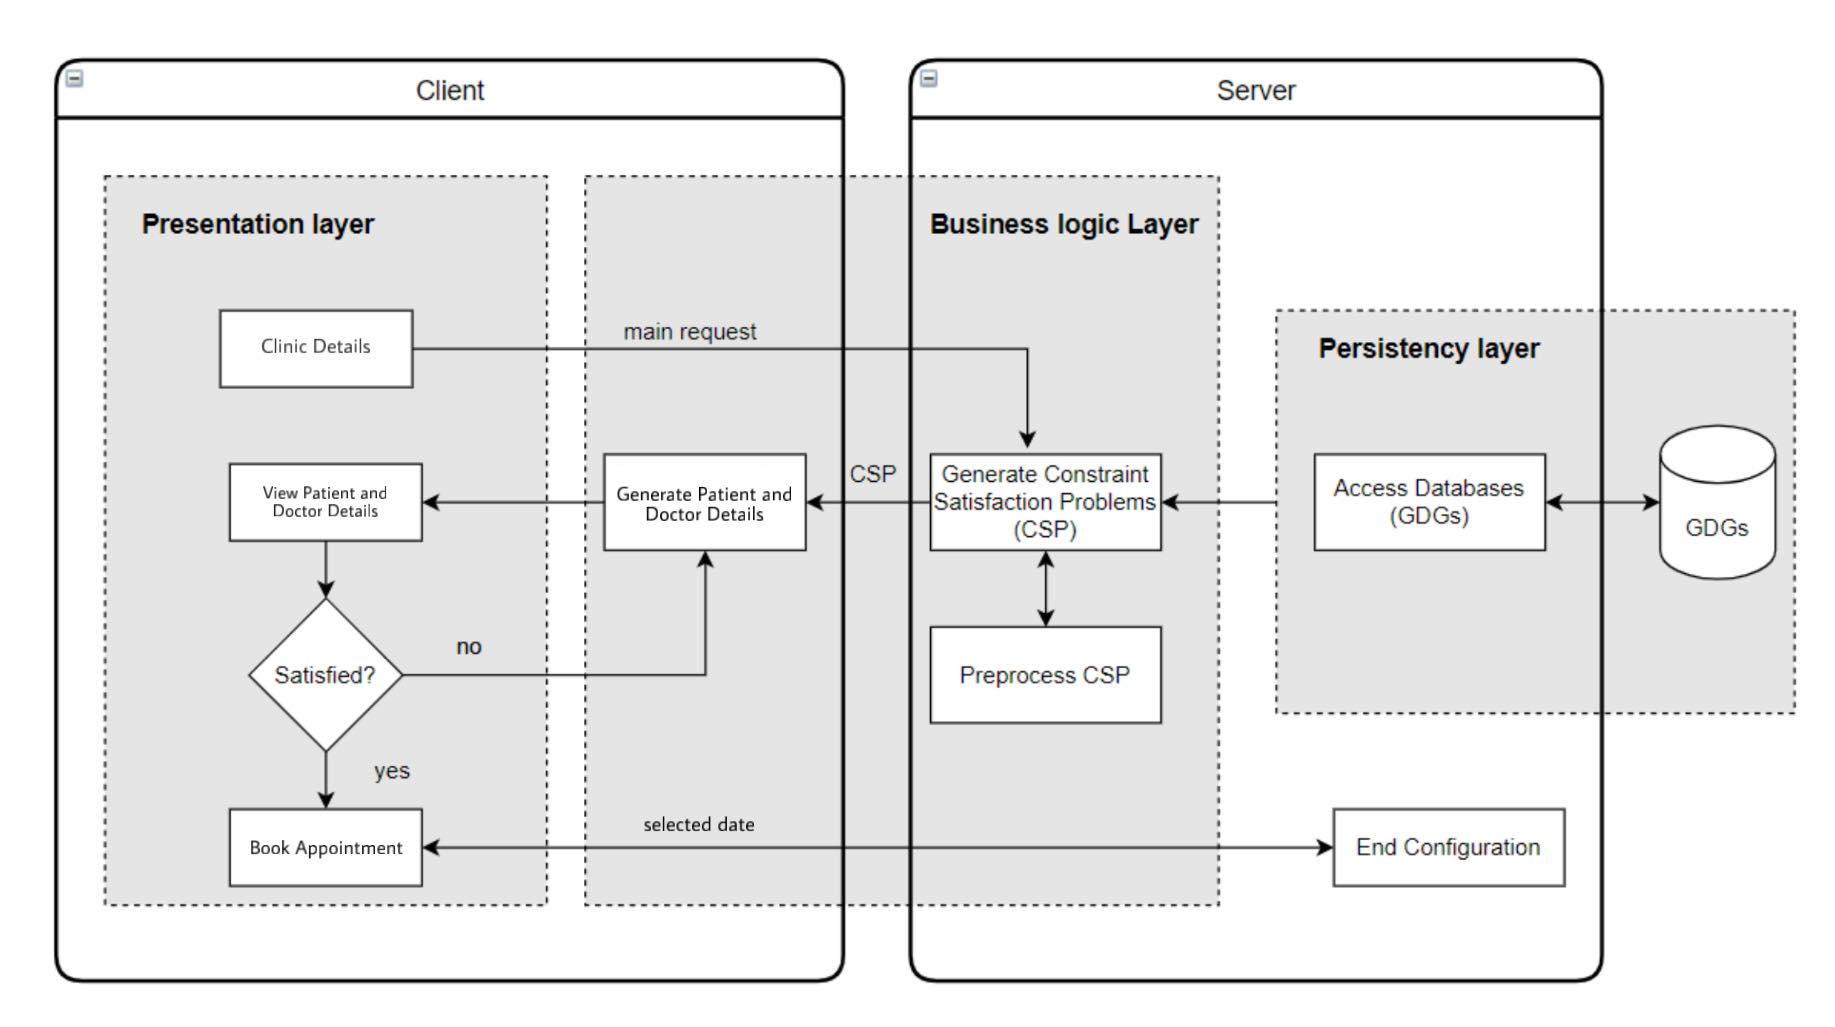 Client
Server
Presentation layer
Business logic Layer
Clinic Details
main request
Persistency layer
View Patient and
Doctor Details
Generate Patient and
Doctor Details
CSP
Generate Constraint
Satisfaction Problems
(CSP)
Access Databases
(GDGs)
GDGs
Satisfied?
no
Preprocess CSP
yes
Book Appointment
selected date
End Configuration